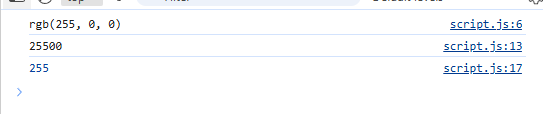 rgb(255, 0, 0) script.js:6
25500 script.js:13
255 script.js:17
>